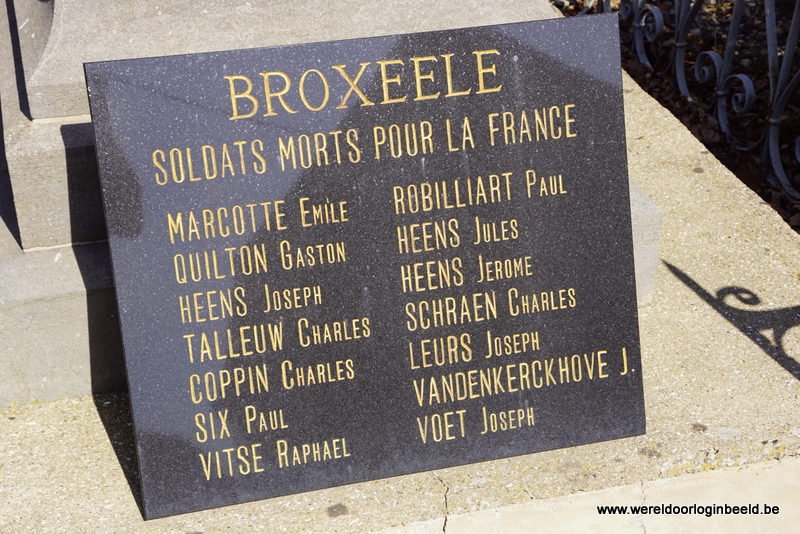 BROXEELE
SOLDATS MORTS POUR LA FRANCE
MARCOTTE EMILE
QUILTON GASTON
HEENS JOSEPH
TALLEUW CHARLES
COPPIN CHARLES
SIX PAUL
VITSE RAPHAEL
ROBILLIART PAUL
HEENS JULES
HEENS JEROME
SCHRAEN CHARLES
LEURS JOSEPH
VANDENKERCKHOVE J.
VOET JOSEPH
www.wereldoorloginbeeld.be